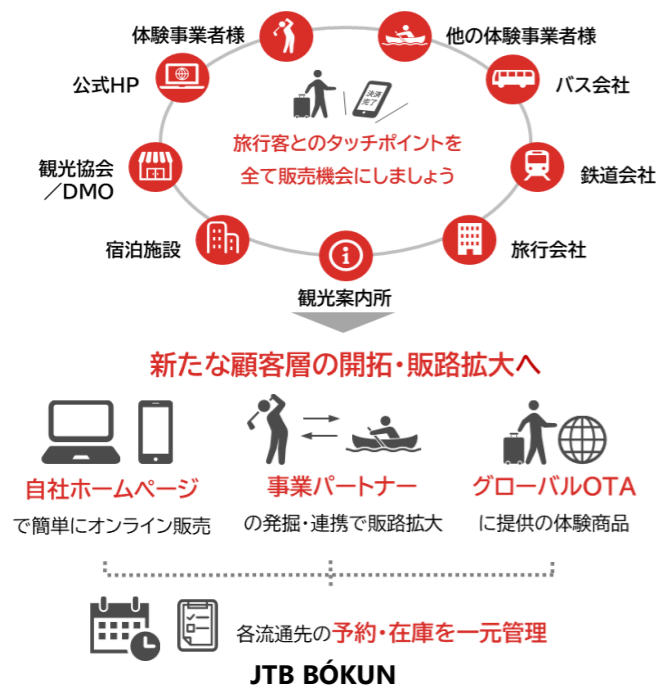 体験事業者様
他の体験事業者様
公式HP
バス会社
決済
完了
旅行客とのタッチポイントを
全て販売機会にしましょう
観光協会
／DMO
鉄道会社
宿泊施設
旅行会社
観光案内所
新たな顧客層の開拓・販路拡大へ
自社ホームページ
で簡単にオンライン販売
事業パートナー
の発掘・連携で販路拡大
グローバルOTA
に提供の体験商品
各流通先の予約・在庫を一元管理
JTB BÓKUN